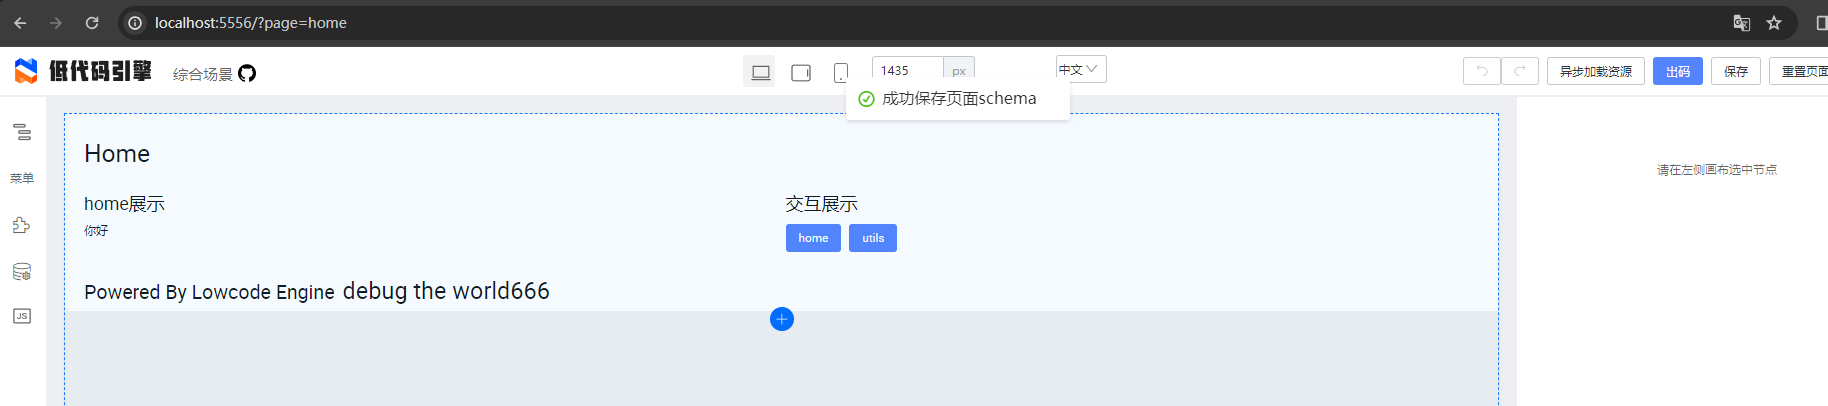 localhost:5556/?page=home
低代码引擎 综合场景 1435 px 中文 异步加载资源 出码 保存 重置页面
成功保存页面schema
Home
请在左侧画布选中节点
菜单
home展示 交互展示
你好 home utils
Powered By Lowcode Engine debug the world666
JS